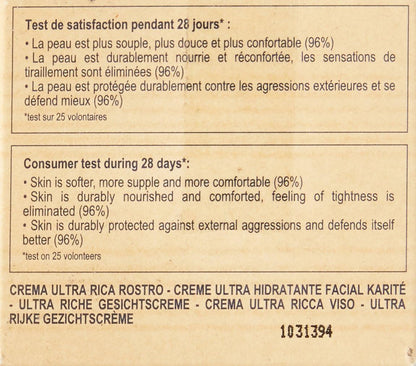 Test de satisfaction pendant 28 jours* :
• La peau est plus souple, plus douce et plus confortable (96%)
• La peau est durablement nourrie et réconfortée, les sensations de
tiraillement sont éliminées (96%)
• La peau est protégée durablement contre les agressions extérieures et se
défend mieux (96%)
*test sur 25 volontaires
Consumer test during 28 days*:
• Skin is softer, more supple and more comfortable (96%)
• Skin is durably nourished and comforted, feeling of tightness is
eliminated (96%)
• Skin is durably protected against external aggressions and defends itself
better (96%)
*test on 25 volunteers
CREMA ULTRA RICA ROSTRO - CREME ULTRA HIDRATANTE FACIAL KARITÉ
- ULTRA RICHE GESICHTSCREME - CREMA ULTRA RICCA VISO - ULTRA
RIJKE GEZICHTSCRÈME
1031394